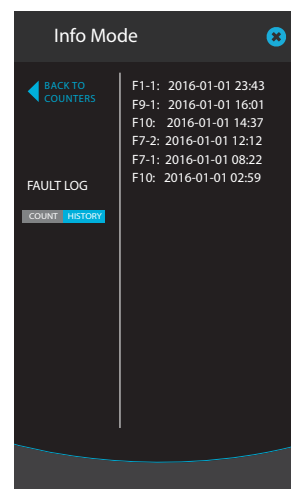 Info Mode
BACK TO
COUNTERS
FAULT LOG
COUNT HISTORY
F1-1: 2016-01-01 23:43
F9-1: 2016-01-01 16:01
F10: 2016-01-01 14:37
F7-2: 2016-01-01 12:12
F7-1: 2016-01-01 08:22
F10: 2016-01-01 02:59